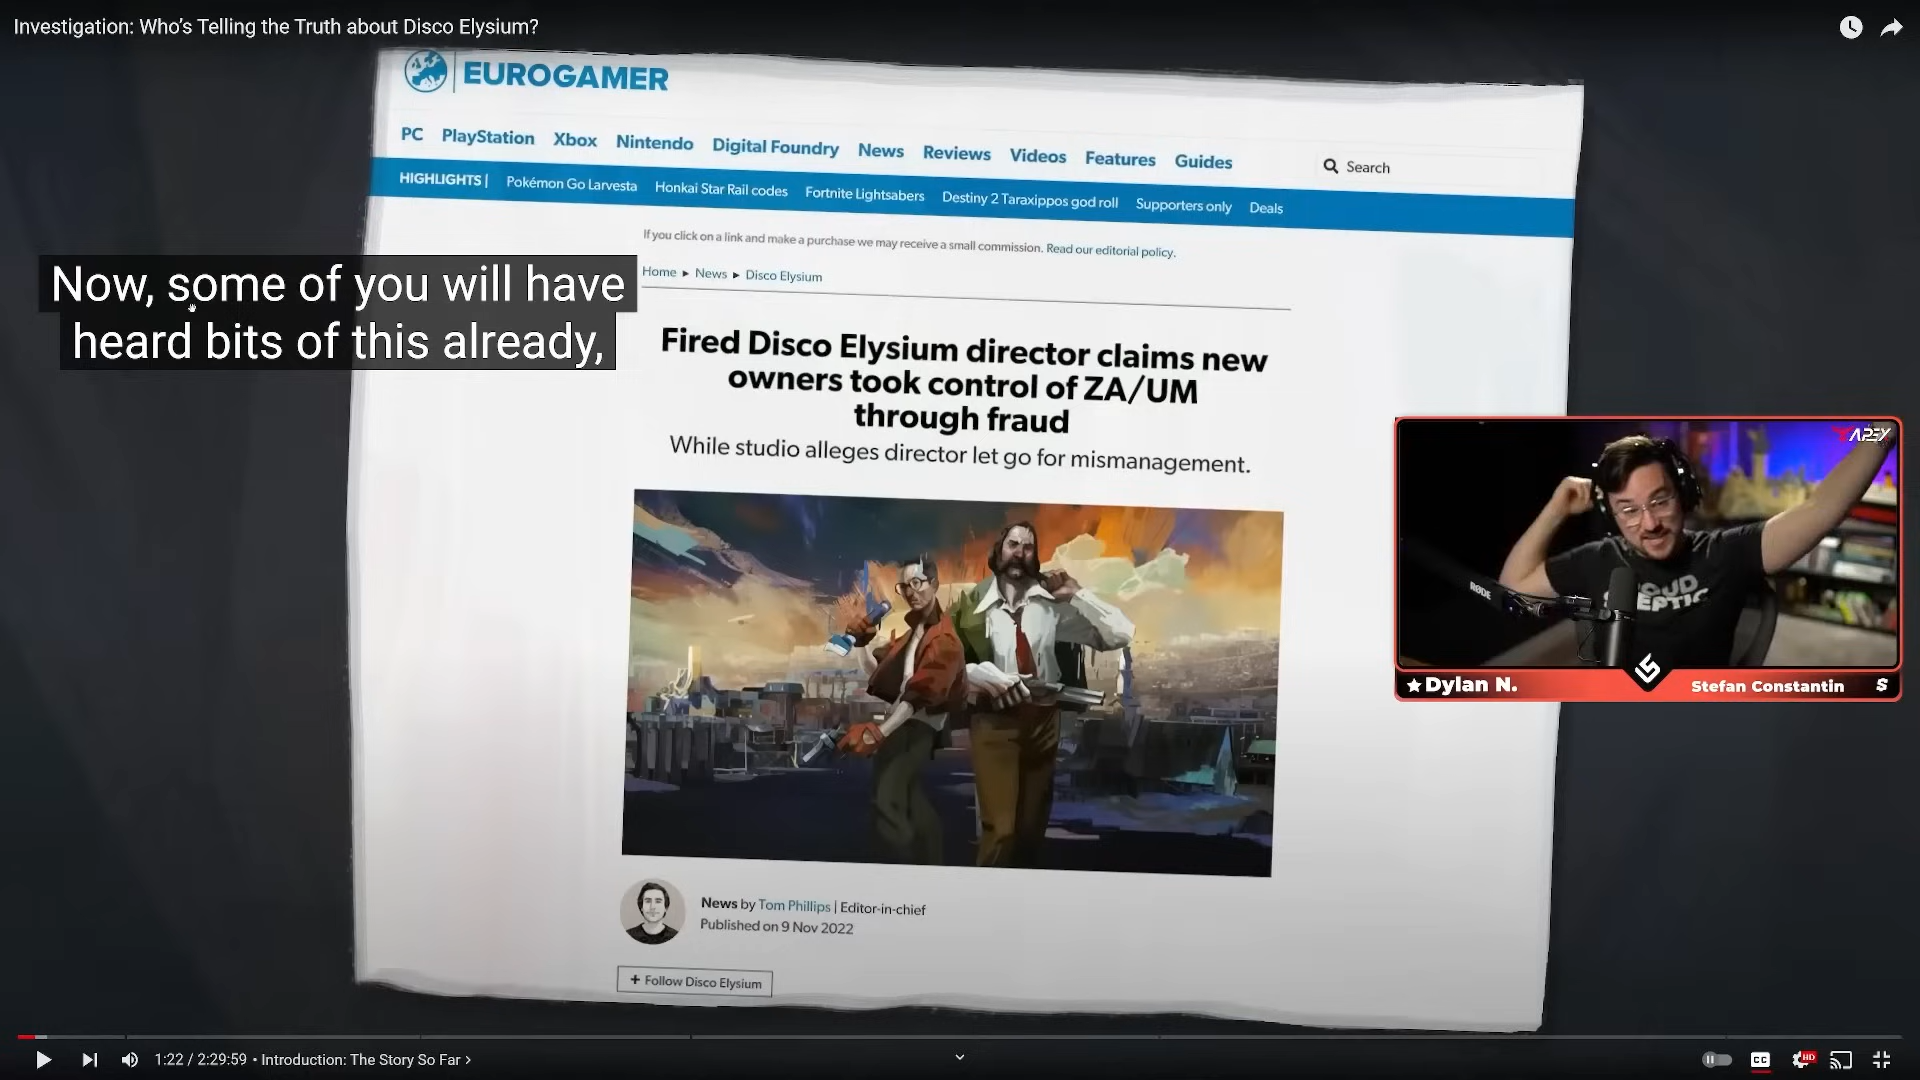 Investigation: Who's Telling the Truth about Disco Elysium?
EUROGAMER
PC PlayStation Xbox Nintendo Digital Foundry News Reviews Videos Features Guides
Search
HIGHLIGHTS | Pokémon Go Larvesta Honkai Star Rail codes Fortnite Lightsabers Destiny 2 Taraxippos god roll Supporters only Deals
If you click on a link and make a purchase we may receive a small commission. Read our editorial policy.
Home ▸ News ▸ Disco Elysium
Now, some of you will have
heard bits of this already,
Fired Disco Elysium director claims new
owners took control of ZA/UM
through fraud
While studio alleges director let go for mismanagement.
APEX
RØDE
Dylan N.
Stefan Constantin
$
News by Tom Phillips | Editor-in-chief
Published on 9 Nov 2022
+ Follow Disco Elysium
1:22 / 2:29:59 • Introduction: The Story So Far ›
CC
HD